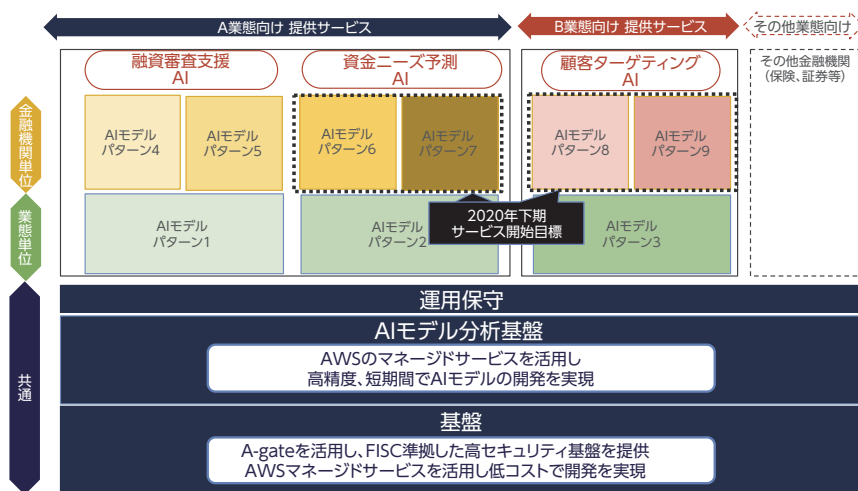 A業態向け 提供サービス
B業態向け 提供サービス
その他業態向け
融資審査支援
AI
資金ニーズ予測
AI
顧客ターゲティング
AI
その他金融機関
(保険、証券等)
金融機関単位
AIモデル
パターン4
AIモデル
パターン5
AIモデル
パターン6
AIモデル
パターン7
AIモデル
パターン8
AIモデル
パターン9
2020年下期
サービス開始目標
業態単位
AIモデル
パターン1
AIモデル
パターン2
AIモデル
パターン3
共通
運用保守
AIモデル分析基盤
AWSのマネージドサービスを活用し
高精度、短期間でAIモデルの開発を実現
基盤
A-gateを活用し、FISC準拠した高セキュリティ基盤を提供
AWSマネージドサービスを活用し低コストで開発を実現